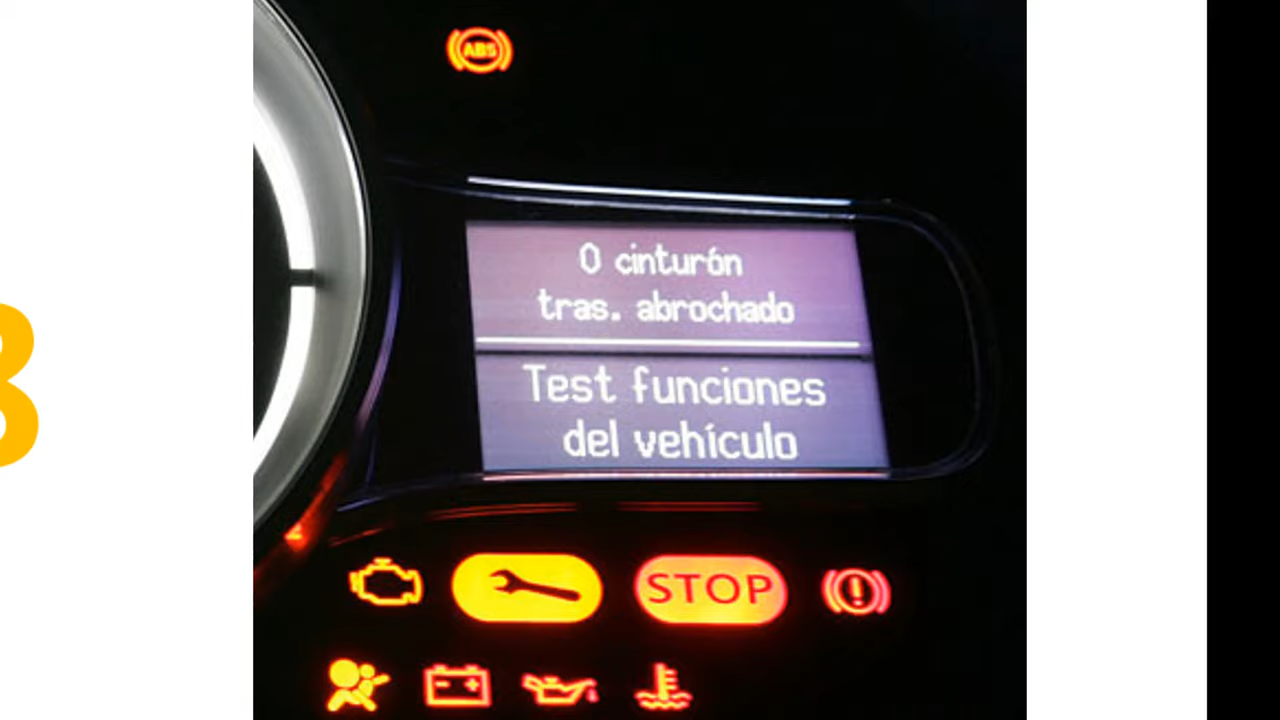 ABS
0 cinturón
tras. abrochado
Test funciones
del vehículo
STOP